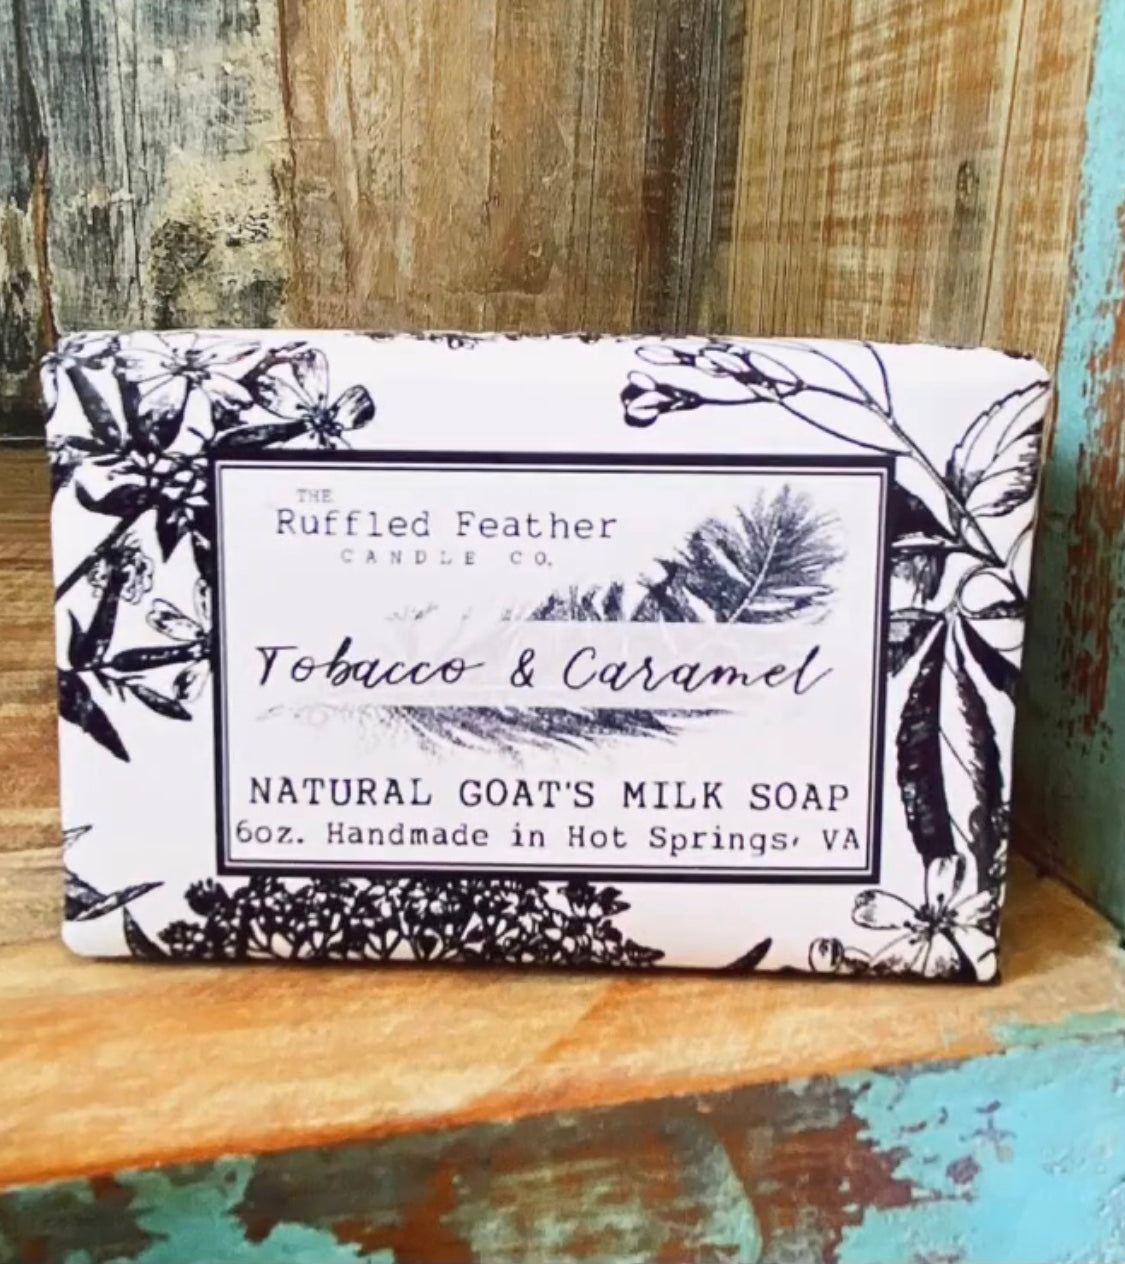 THE
Ruffled Feather
CANDLE CO.
Tobacco & Caramel
NATURAL GOAT'S MILK SOAP
6oz. Handmade in Hot Springs, VA